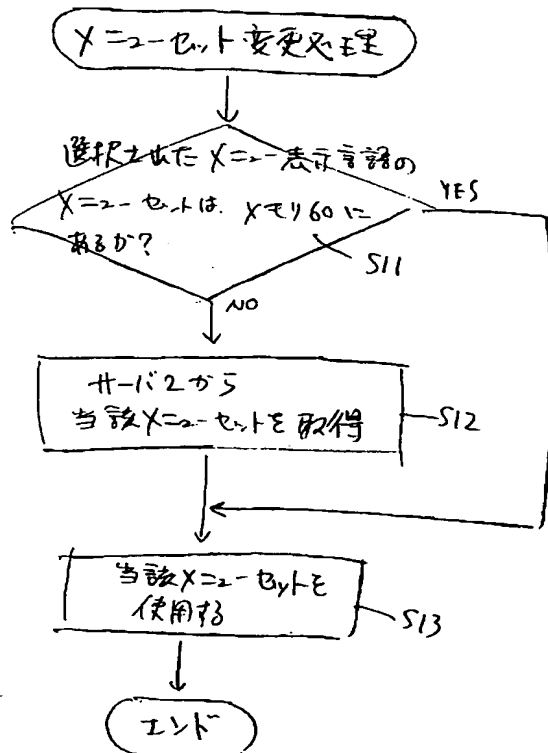 メニューセット変更処理
選択された メニュー表示言語の
メニューセットは、メモリ60に
あるか?
YES
S11
NO
サーバ2から
当該メニューセットを取得
S12
当該メニューセットを
使用する
S13
エンド